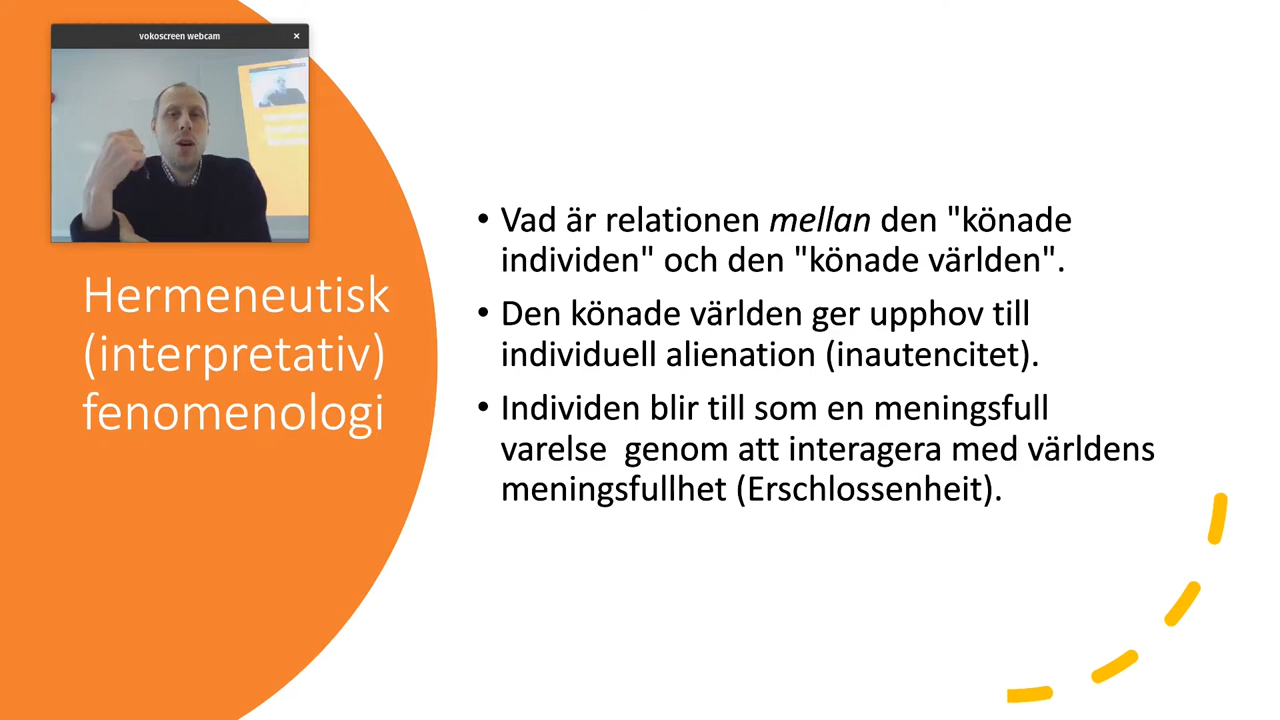 vokoscreen webcam
Hermeneutisk
(interpretativ)
fenomenologi
• Vad är relationen mellan den "könade
individen" och den "könade världen".
• Den könade världen ger upphov till
individuell alienation (inautencitet).
• Individen blir till som en meningsfull
varelse  genom att interagera med världens
meningsfullhet (Erschlossenheit).